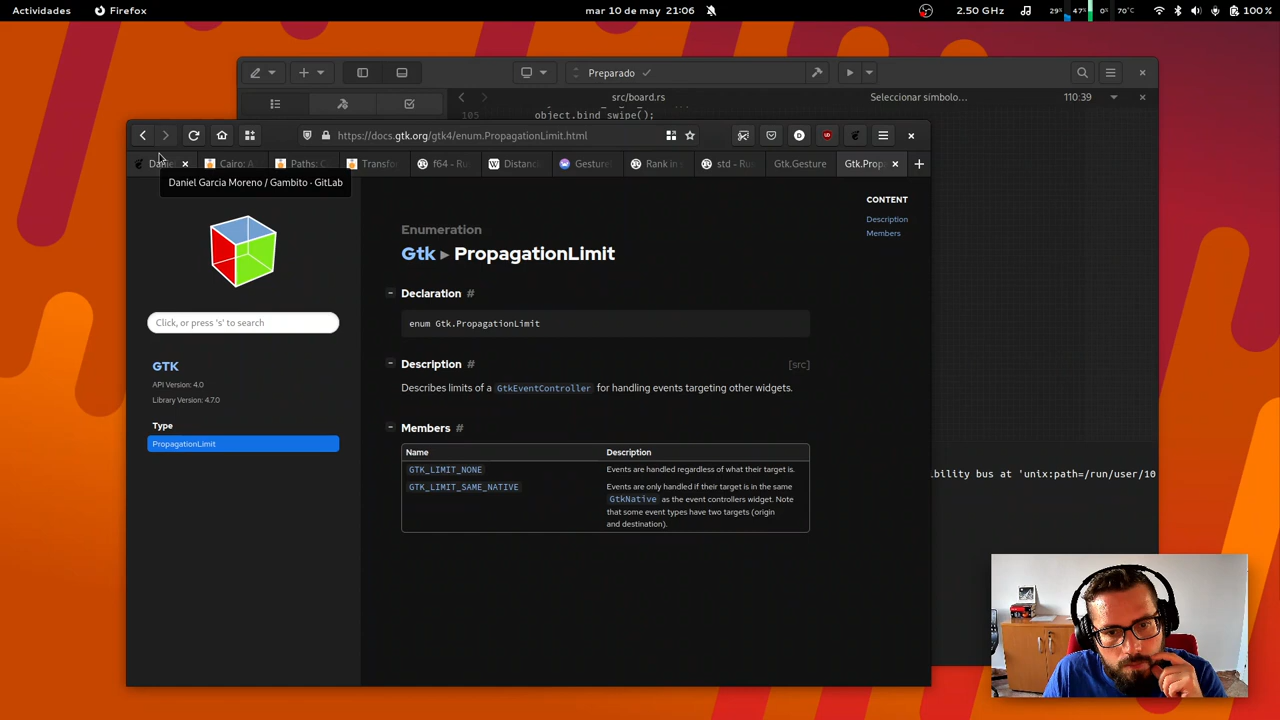 Actividades
Firefox
mar 10 de may 21:06
2.50 GHz
29%
47%
0%
70°C
100 %
Preparado
src/board.rs
Seleccionar simbolo...
110:39
105
object.bind_swipe();
https://docs.gtk.org/gtk4/enum.PropagationLimit.html
Danie
Cairo: A
Paths: C
Transfo
f64 - Ru
Distanc
Gesture
Rank in
std - Ru
Gtk.Gesture
Gtk.Prop
Daniel Garcia Moreno / Gambito · GitLab
Click, or press 's' to search
GTK
API Version: 4.0
Library Version: 4.7.0
Type
PropagationLimit
Enumeration
Gtk ▸ PropagationLimit
− Declaration #
enum Gtk.PropagationLimit
− Description #
[src]
Describes limits of a GtkEventController for handling events targeting other widgets.
− Members #
Name Description
GTK_LIMIT_NONE Events are handled regardless of what their target is.
GTK_LIMIT_SAME_NATIVE Events are only handled if their target is in the same
GtkNative as the event controllers widget. Note
that some event types have two targets (origin
and destination).
CONTENT
Description
Members
ibility bus at 'unix:path=/run/user/10